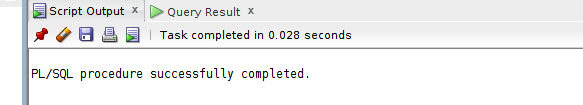 Script Output x Query Result x
Task completed in 0.028 seconds
PL/SQL procedure successfully completed.